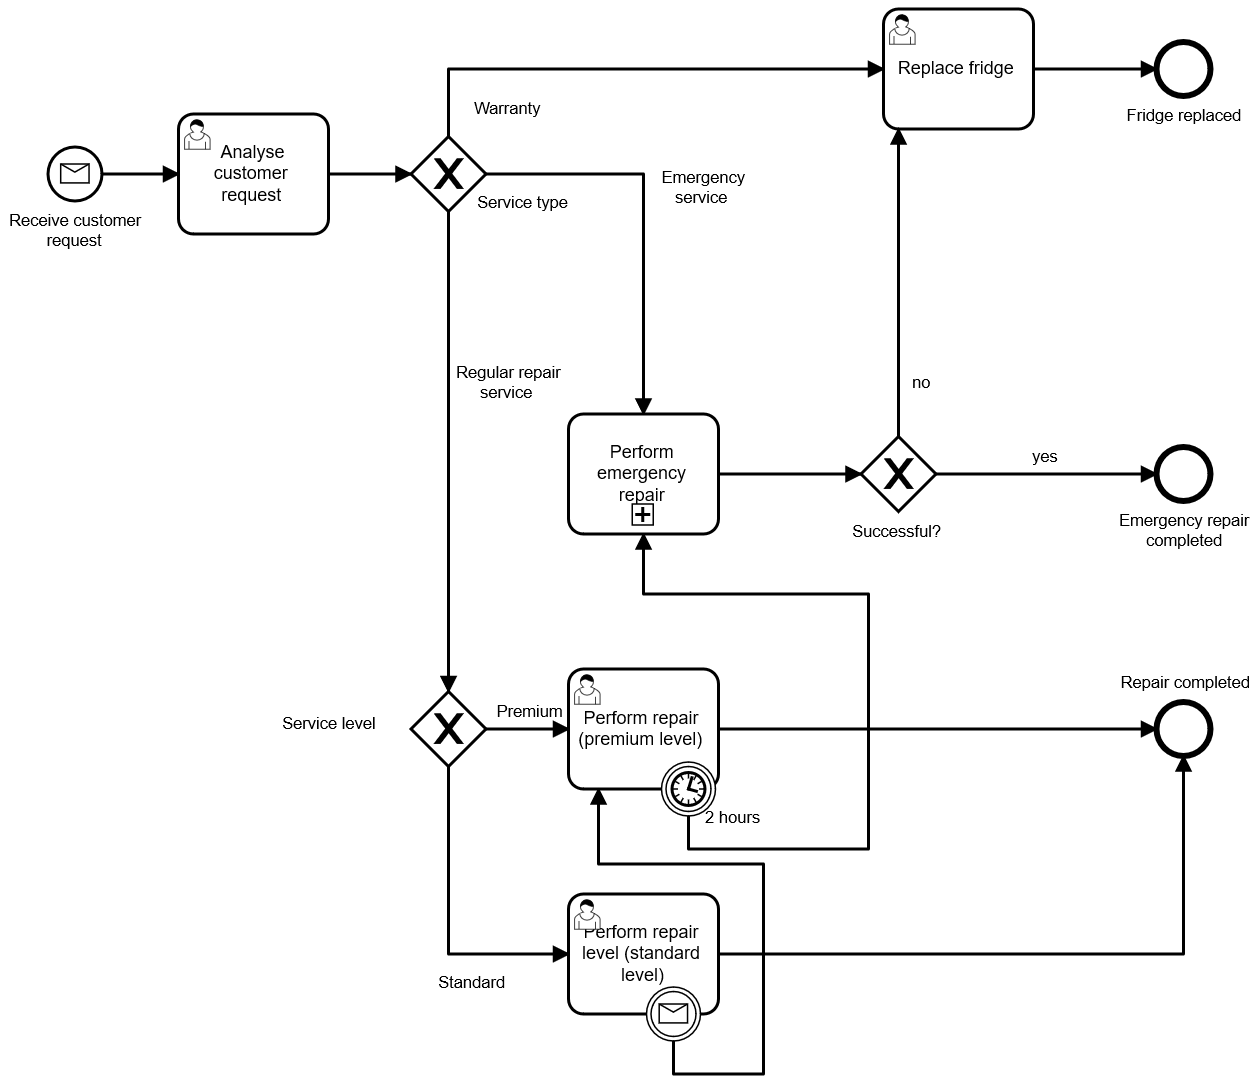 Replace fridge
Fridge replaced
Warranty
Analyse
customer
request
Receive customer
request
Service type
Emergency
service
Regular repair
service
no
Perform
emergency
repair
yes
Successful?
Emergency repair
completed
Repair completed
Service level
Premium
Perform repair
(premium level)
2 hours
Perform repair
level (standard
level)
Standard